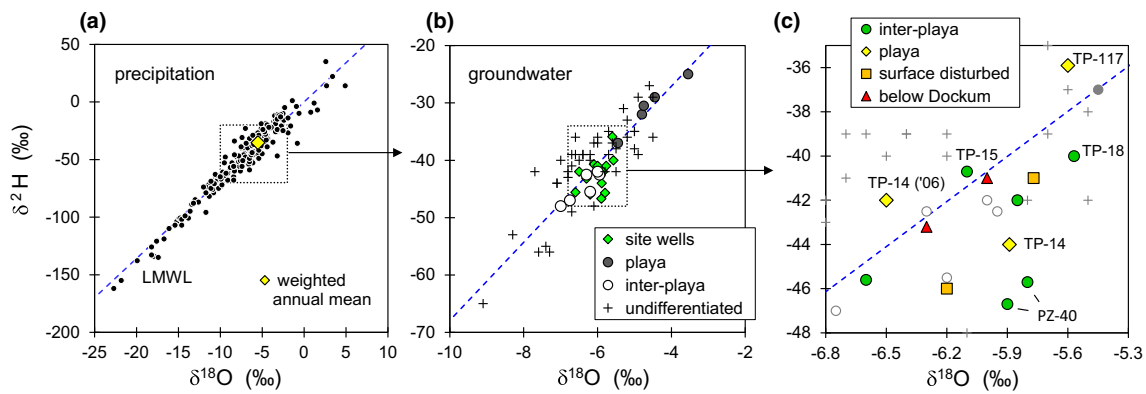 (a)
precipitation
50
0
-50
-100
-150
-200
-25 -20 -15 -10 -5 0 5 10
δ²H (‰)
δ¹⁸O (‰)
LMWL
weighted
annual mean
(b)
groundwater
-20
-30
-40
-50
-60
-70
-10 -8 -6 -4 -2
δ¹⁸O (‰)
site wells
playa
inter-playa
undifferentiated
(c)
inter-playa
playa
surface disturbed
below Dockum
-36
-38
-40
-42
-44
-46
-48
-6.8 -6.5 -6.2 -5.9 -5.6 -5.3
δ¹⁸O (‰)
TP-117
TP-15
TP-18
TP-14 ('06)
TP-14
PZ-40